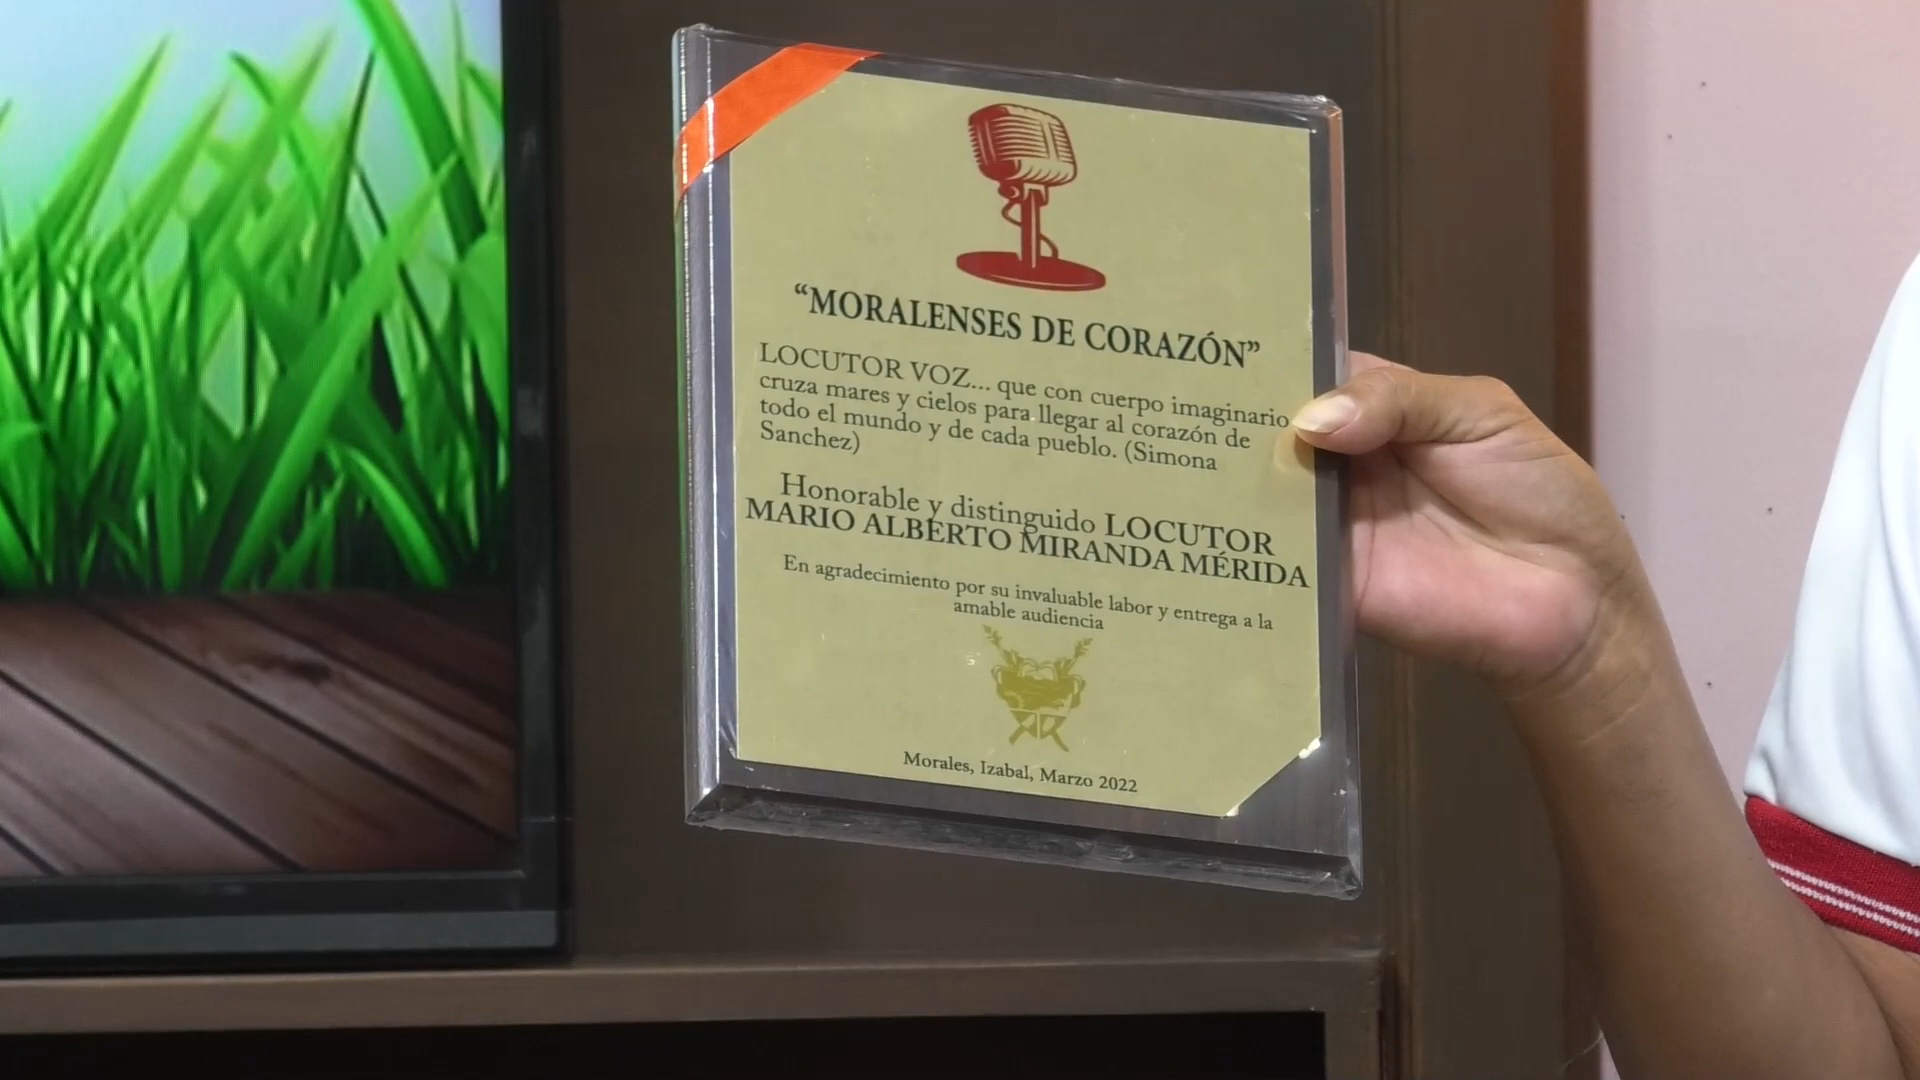 “MORALENSES DE CORAZÓN”
LOCUTOR VOZ... que con cuerpo imaginario
cruza mares y cielos para llegar al corazón de
todo el mundo y de cada pueblo. (Simona
Sanchez)
Honorable y distinguido LOCUTOR
MARIO ALBERTO MIRANDA MÉRIDA
En agradecimiento por su invaluable labor y entrega a la
amable audiencia
Morales, Izabal, Marzo 2022